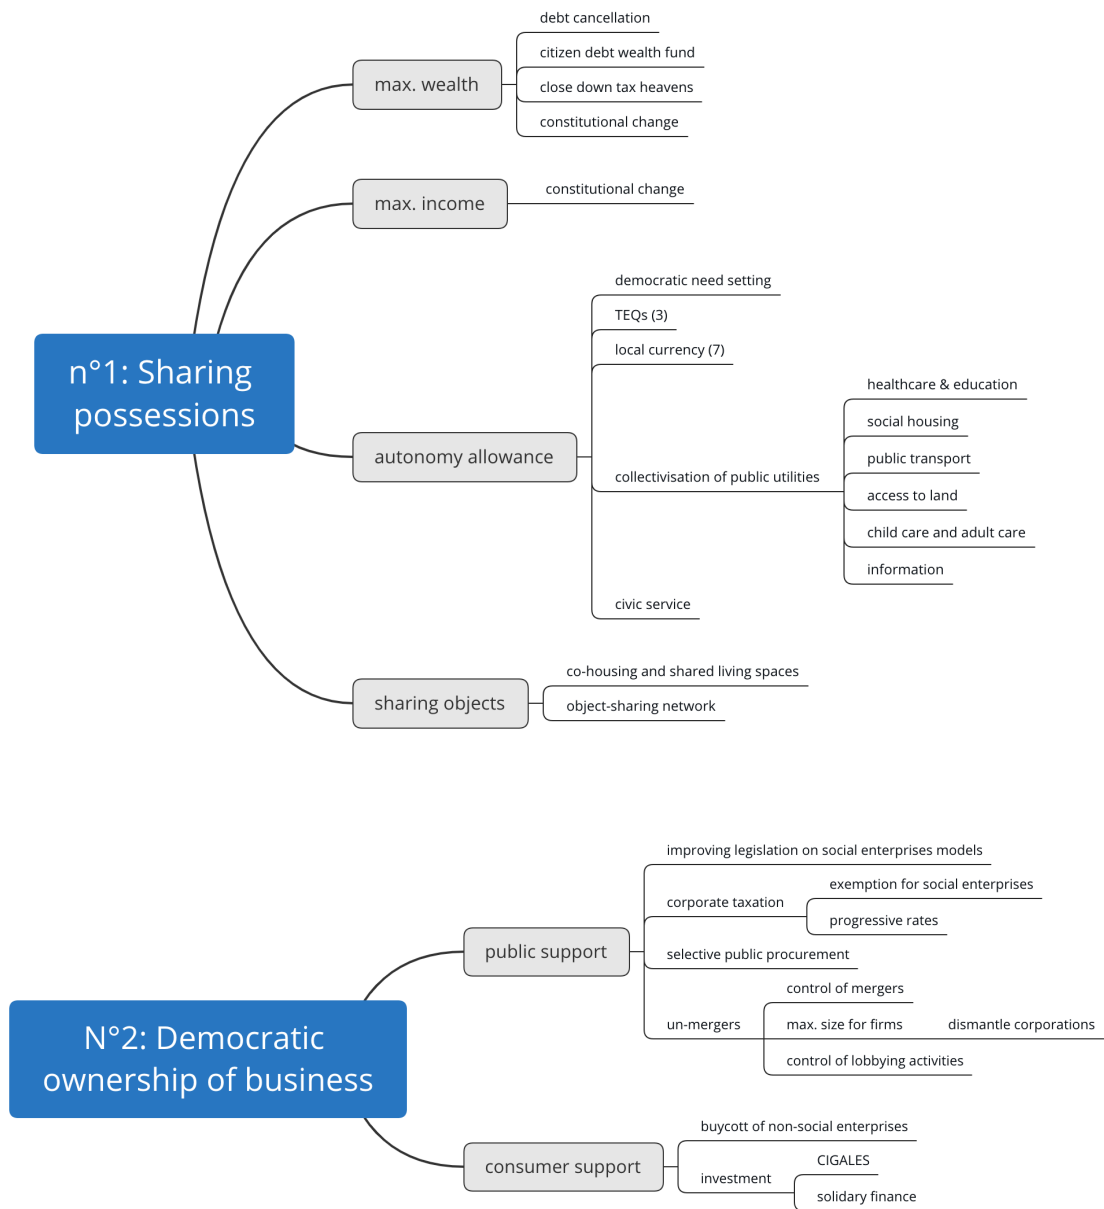 debt cancellation
citizen debt wealth fund
max. wealth
close down tax heavens
constitutional change
max. income
constitutional change
n°1: Sharing
possessions
democratic need setting
TEQs (3)
local currency (7)
autonomy allowance
collectivisation of public utilities
healthcare & education
social housing
public transport
access to land
child care and adult care
information
civic service
sharing objects
co-housing and shared living spaces
object-sharing network
N°2: Democratic
ownership of business
public support
improving legislation on social enterprises models
corporate taxation
exemption for social enterprises
progressive rates
selective public procurement
un-mergers
control of mergers
max. size for firms
dismantle corporations
control of lobbying activities
consumer support
buycott of non-social enterprises
investment
CIGALES
solidary finance